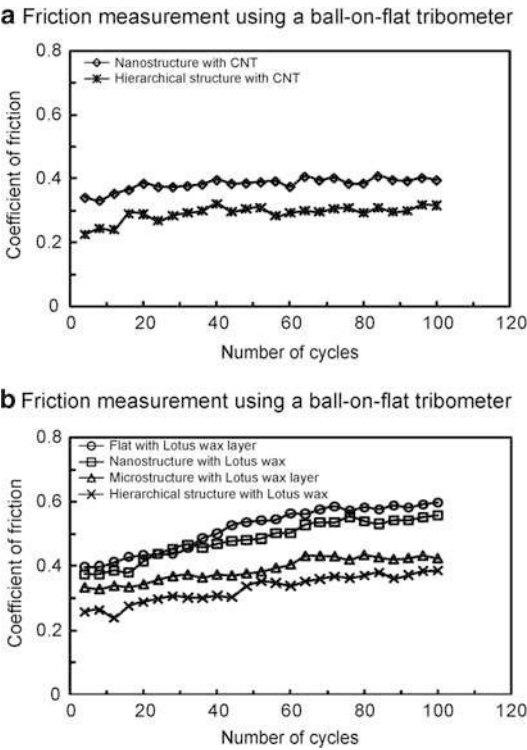 a Friction measurement using a ball-on-flat tribometer
0.8
Nanostructure with CNT
Hierarchical structure with CNT
0.6
Coefficient of friction
0.4
0.2
0
0 20 40 60 80 100 120
Number of cycles
b Friction measurement using a ball-on-flat tribometer
0.8
Flat with Lotus wax layer
Nanostructure with Lotus wax
Microstructure with Lotus wax layer
Hierarchical structure with Lotus wax
0.6
Coefficient of friction
0.4
0.2
0
0 20 40 60 80 100 120
Number of cycles